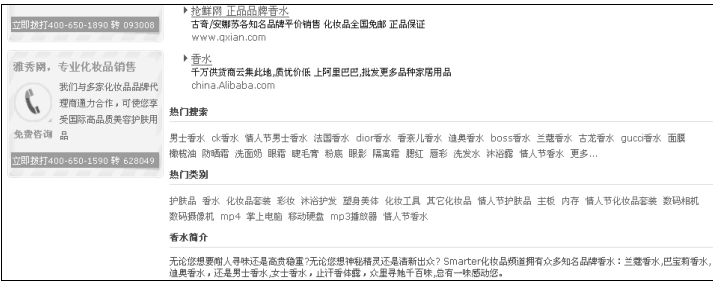 立即拨打400-650-1890 转 093008
雅秀网，专业化妆品销售
我们与多家化妆品品牌代
理商通力合作，可使您享
受国际高品质美容护肤用
品
免费咨询
立即拨打400-650-1590 转 628049
抢鲜网 正品品牌香水
古奇/安娜苏各知名品牌平价销售 化妆品全国免邮 正品保证
www.qxian.com
香水
千万供货商云集此地,质优价低 上阿里巴巴,批发更多品种家居用品
china.Alibaba.com
热门搜索
男士香水 ck香水 情人节男士香水 法国香水 dior香水 香奈儿香水 迪奥香水 boss香水 兰蔻香水 古龙香水 gucci香水 面膜
橄榄油 防晒霜 洗面奶 眼霜 睫毛膏 粉底 眼影 隔离霜 腮红 唇彩 洗发水 沐浴露 情人节香水 更多...
热门类别
护肤品 香水 化妆品套装 彩妆 沐浴护发 塑身美体 化妆工具 其它化妆品 情人节护肤品 主板 内存 情人节化妆品套装 数码相机
数码摄像机 mp4 掌上电脑 移动硬盘 mp3播放器 情人节香水
香水简介
无论您想要耐人寻味还是高贵稳重?无论您想神秘精灵还是清新出众? Smarter化妆品频道拥有众多知名品牌香水：兰蔻香水,巴宝莉香水,
迪奥香水，还是男士香水,女士香水，止汗香体露，众里寻她千百味,总有一味感动您。